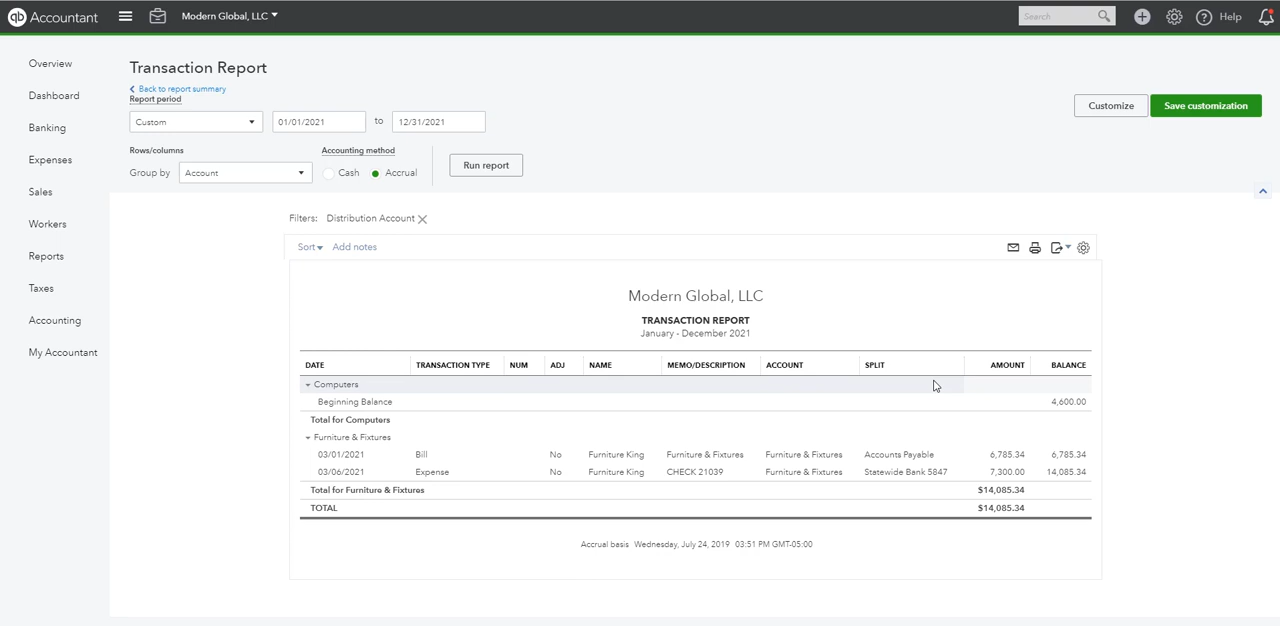 qb Accountant Modern Global, LLC Search Help
Overview
Dashboard
Banking
Expenses
Sales
Workers
Reports
Taxes
Accounting
My Accountant
Transaction Report
Back to report summary
Report period
Custom 01/01/2021 to 12/31/2021
Customize Save customization
Rows/columns Accounting method
Group by Account Cash Accrual Run report
Filters: Distribution Account
Sort Add notes
Modern Global, LLC
TRANSACTION REPORT
January - December 2021
DATE TRANSACTION TYPE NUM ADJ NAME MEMO/DESCRIPTION ACCOUNT SPLIT AMOUNT BALANCE
Computers
Beginning Balance 4,600.00
Total for Computers
Furniture & Fixtures
03/01/2021 Bill No Furniture King Furniture & Fixtures Furniture & Fixtures Accounts Payable 6,785.34 6,785.34
03/06/2021 Expense No Furniture King CHECK 21039 Furniture & Fixtures Statewide Bank 5847 7,300.00 14,085.34
Total for Furniture & Fixtures $14,085.34
TOTAL $14,085.34
Accrual basis Wednesday, July 24, 2019 03:51 PM GMT-05:00